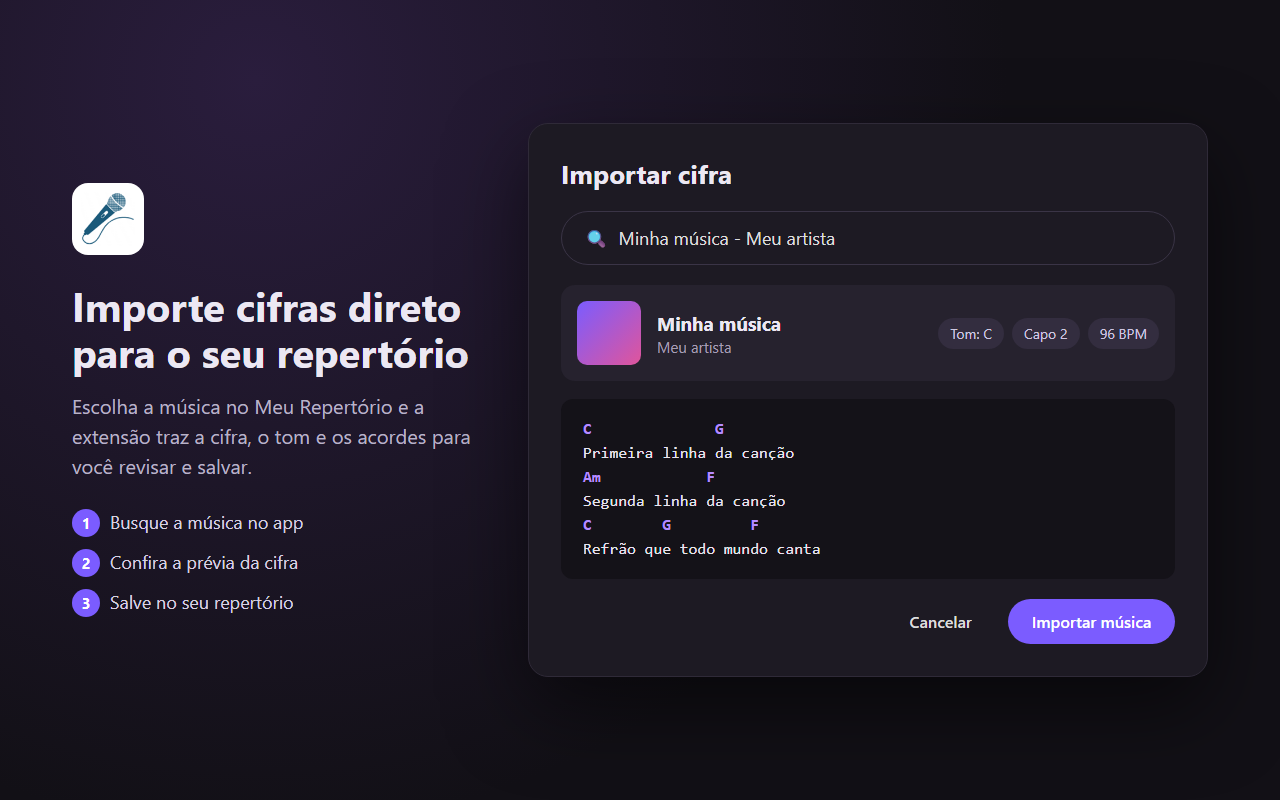 Importe cifras direto
para o seu repertório
Escolha a música no Meu Repertório e a
extensão traz a cifra, o tom e os acordes para
você revisar e salvar.
1 Busque a música no app
2 Confira a prévia da cifra
3 Salve no seu repertório
Importar cifra
Minha música - Meu artista
Minha música
Meu artista
Tom: C
Capo 2
96 BPM
C              G
Primeira linha da canção
Am            F
Segunda linha da canção
C        G         F
Refrão que todo mundo canta
Cancelar
Importar música